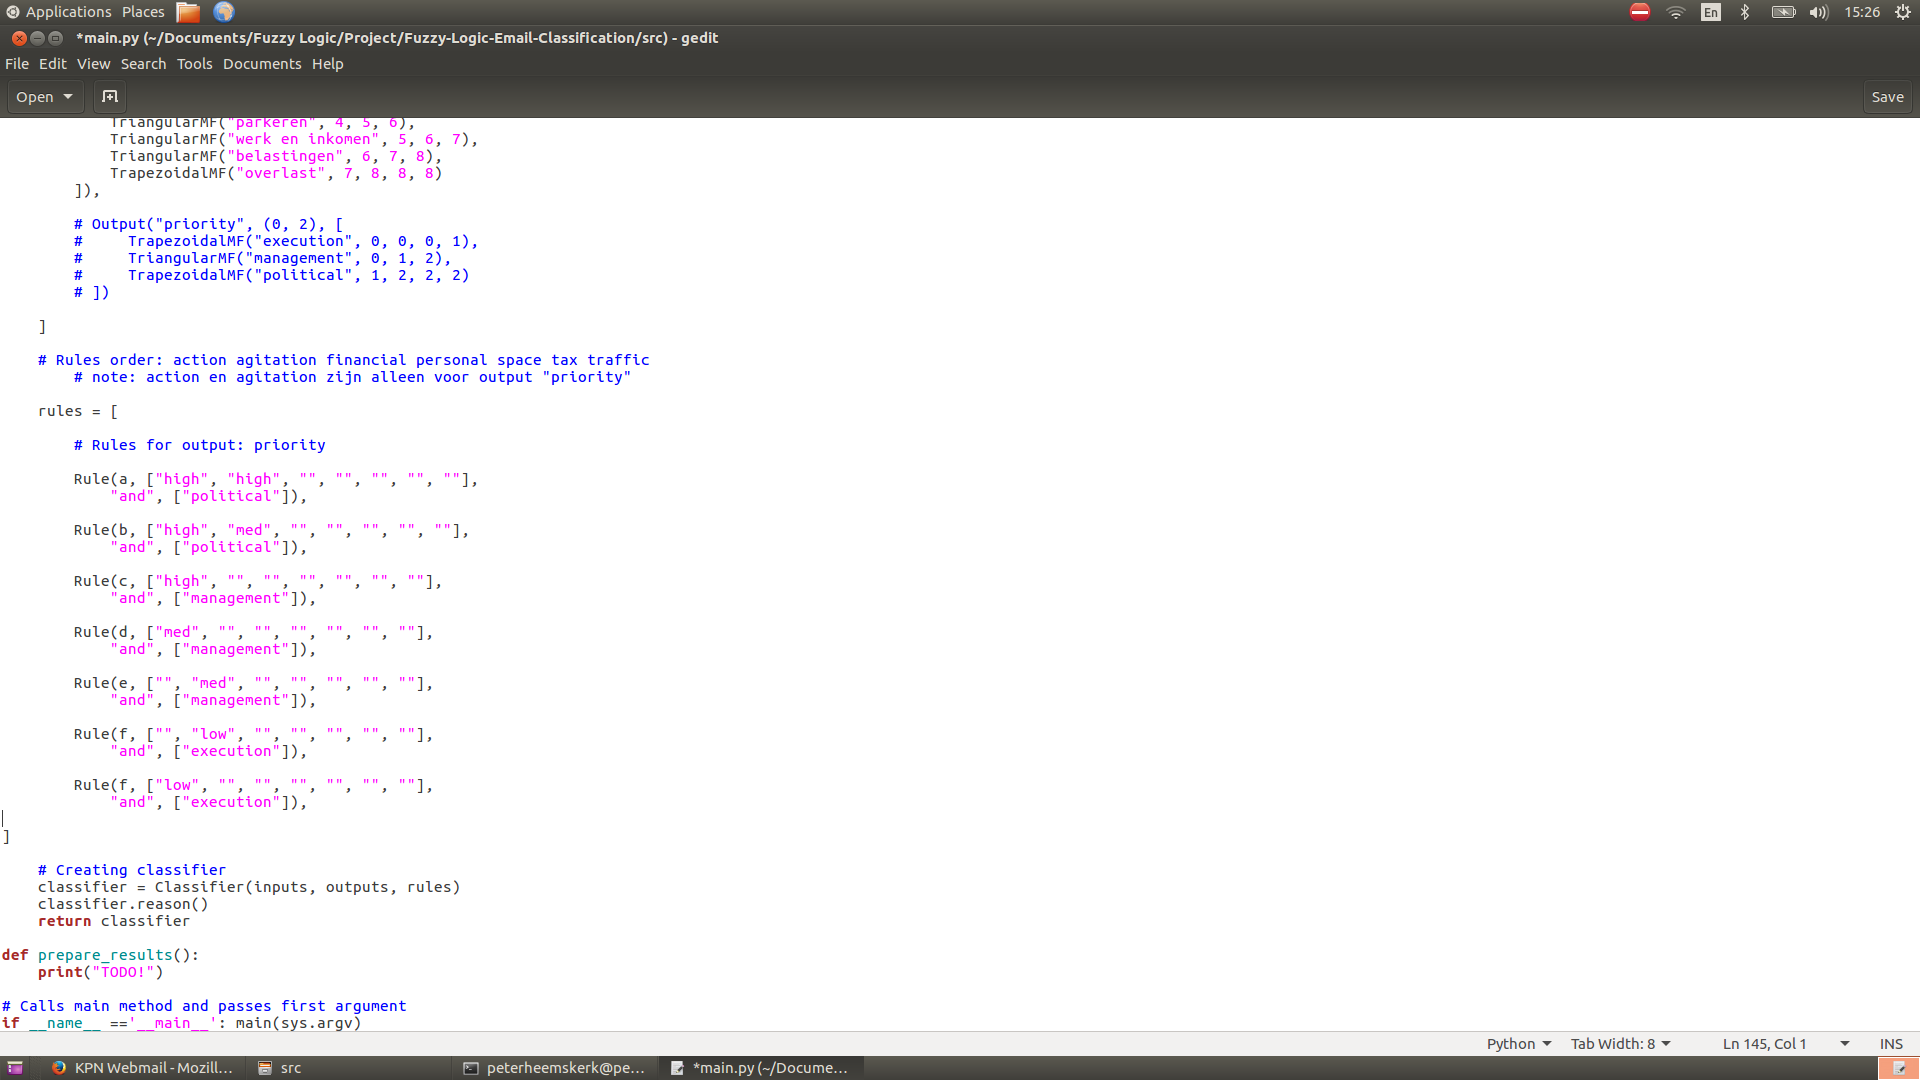 Applications Places En 15:26
*main.py (~/Documents/Fuzzy Logic/Project/Fuzzy-Logic-Email-Classification/src) - gedit
File Edit View Search Tools Documents Help
Open Save
TriangularMF("parkeren", 4, 5, 6),
TriangularMF("werk en inkomen", 5, 6, 7),
TriangularMF("belastingen", 6, 7, 8),
TrapezoidalMF("overlast", 7, 8, 8, 8)
]),
# Output("priority", (0, 2), [
#     TrapezoidalMF("execution", 0, 0, 0, 1),
#     TriangularMF("management", 0, 1, 2),
#     TrapezoidalMF("political", 1, 2, 2, 2)
# ])
]
# Rules order: action agitation financial personal space tax traffic
# note: action en agitation zijn alleen voor output "priority"
rules = [
# Rules for output: priority
Rule(a, ["high", "high", "", "", "", "", ""],
"and", ["political"]),
Rule(b, ["high", "med", "", "", "", "", ""],
"and", ["political"]),
Rule(c, ["high", "", "", "", "", "", ""],
"and", ["management"]),
Rule(d, ["med", "", "", "", "", "", ""],
"and", ["management"]),
Rule(e, ["", "med", "", "", "", "", ""],
"and", ["management"]),
Rule(f, ["", "low", "", "", "", "", ""],
"and", ["execution"]),
Rule(f, ["low", "", "", "", "", "", ""],
"and", ["execution"]),
]
# Creating classifier
classifier = Classifier(inputs, outputs, rules)
classifier.reason()
return classifier
def prepare_results():
print("TODO!")
# Calls main method and passes first argument
if __name__ =='__main__': main(sys.argv)
Python Tab Width: 8 Ln 145, Col 1 INS
KPN Webmail - Mozill... src peterheemskerk@pe... *main.py (~/Docume...